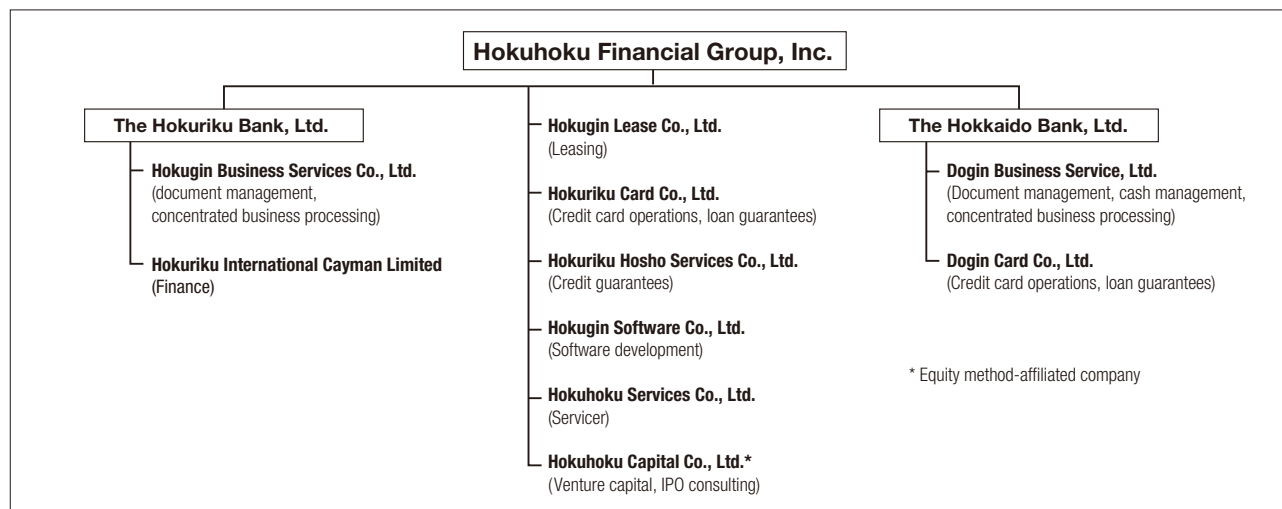 Hokuhoku Financial Group, Inc.
The Hokuriku Bank, Ltd.
Hokugin Business Services Co., Ltd.
(document management,
concentrated business processing)
Hokuriku International Cayman Limited
(Finance)
Hokugin Lease Co., Ltd.
(Leasing)
Hokuriku Card Co., Ltd.
(Credit card operations, loan guarantees)
Hokuriku Hosho Services Co., Ltd.
(Credit guarantees)
Hokugin Software Co., Ltd.
(Software development)
Hokuhoku Services Co., Ltd.
(Servicer)
Hokuhoku Capital Co., Ltd.*
(Venture capital, IPO consulting)
The Hokkaido Bank, Ltd.
Dogin Business Service, Ltd.
(Document management, cash management,
concentrated business processing)
Dogin Card Co., Ltd.
(Credit card operations, loan guarantees)
* Equity method-affiliated company